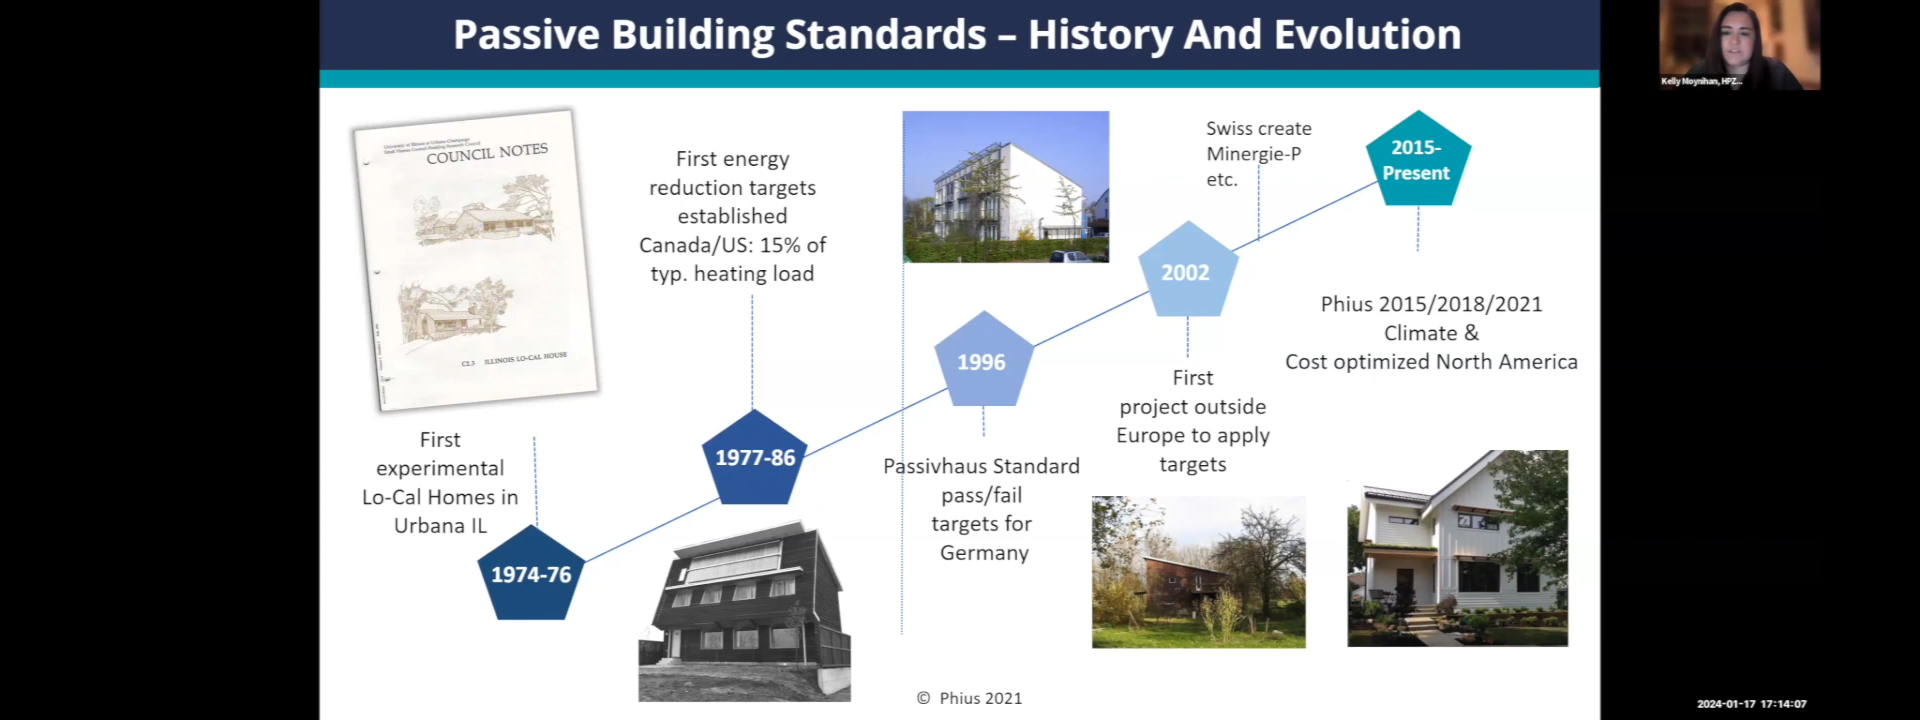 Passive Building Standards – History And Evolution
Kelly Moynihan, HPZ...
COUNCIL NOTES
C2.3 ILLINOIS LO-CAL HOUSE
First
experimental
Lo-Cal Homes in
Urbana IL
1974-76
First energy
reduction targets
established
Canada/US: 15% of
typ. heating load
1977-86
1996
Passivhaus Standard
pass/fail
targets for
Germany
2002
First
project outside
Europe to apply
targets
Swiss create
Minergie-P
etc.
2015-
Present
Phius 2015/2018/2021
Climate &
Cost optimized North America
© Phius 2021
2024-01-17 17:14:07